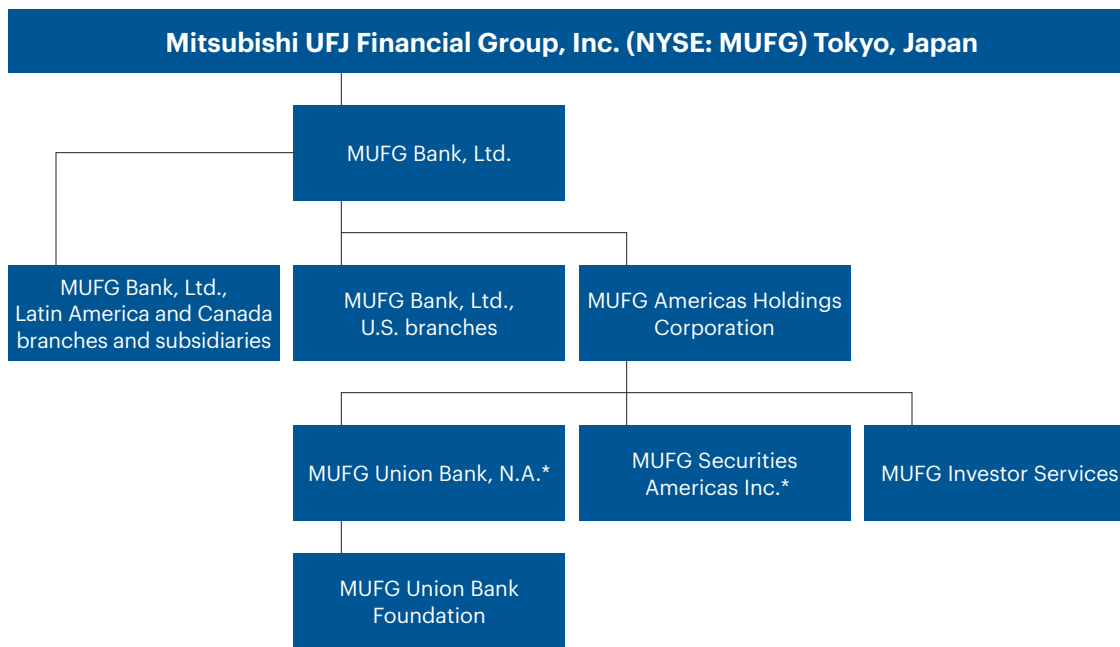 Mitsubishi UFJ Financial Group, Inc. (NYSE: MUFG) Tokyo, Japan
MUFG Bank, Ltd.
MUFG Bank, Ltd.,
Latin America and Canada
branches and subsidiaries
MUFG Bank, Ltd.,
U.S. branches
MUFG Americas Holdings
Corporation
MUFG Union Bank, N.A.*
MUFG Securities
Americas Inc.*
MUFG Investor Services
MUFG Union Bank
Foundation